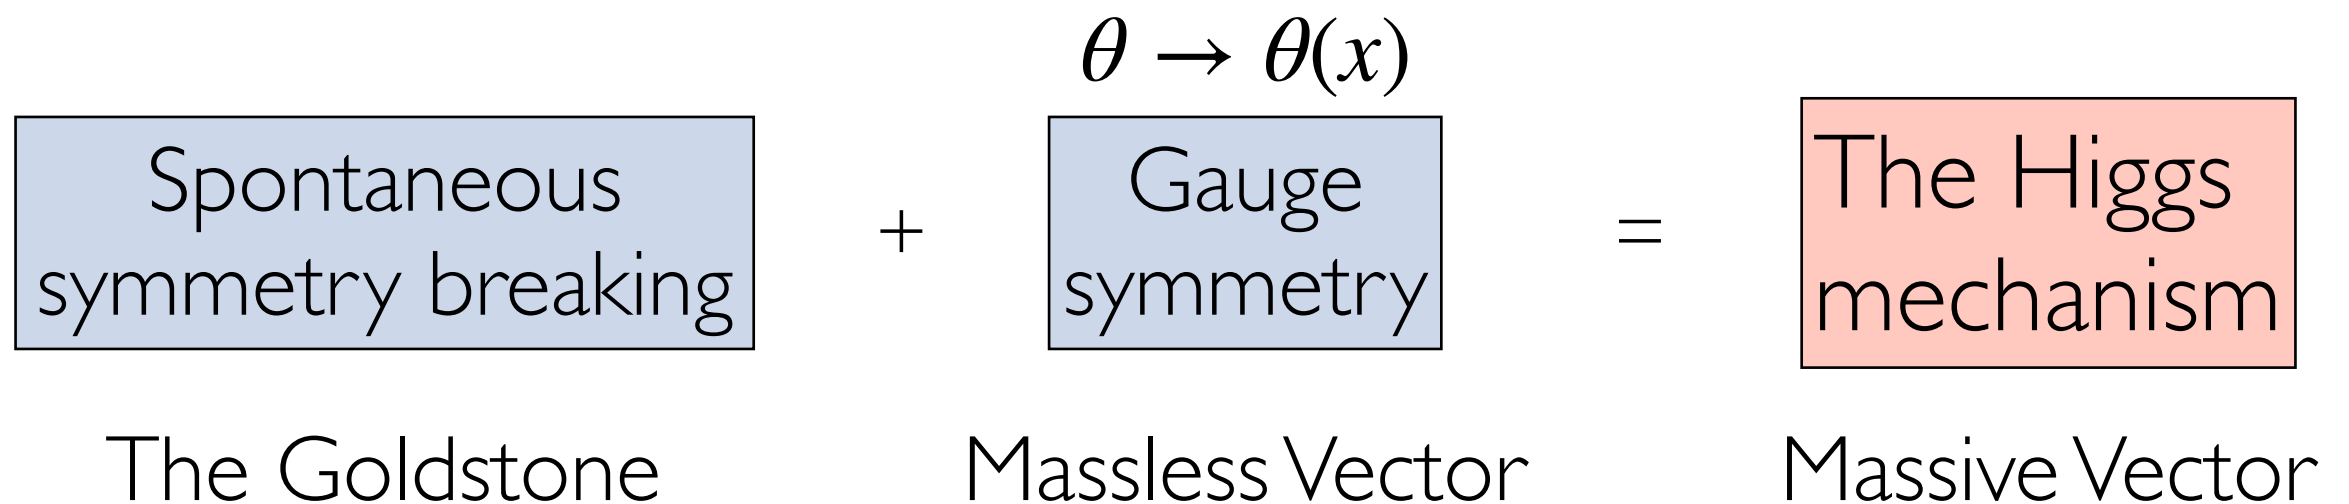 θ → θ(x)
Spontaneous
symmetry breaking
+
Gauge
symmetry
=
The Higgs
mechanism
The Goldstone
Massless Vector
Massive Vector